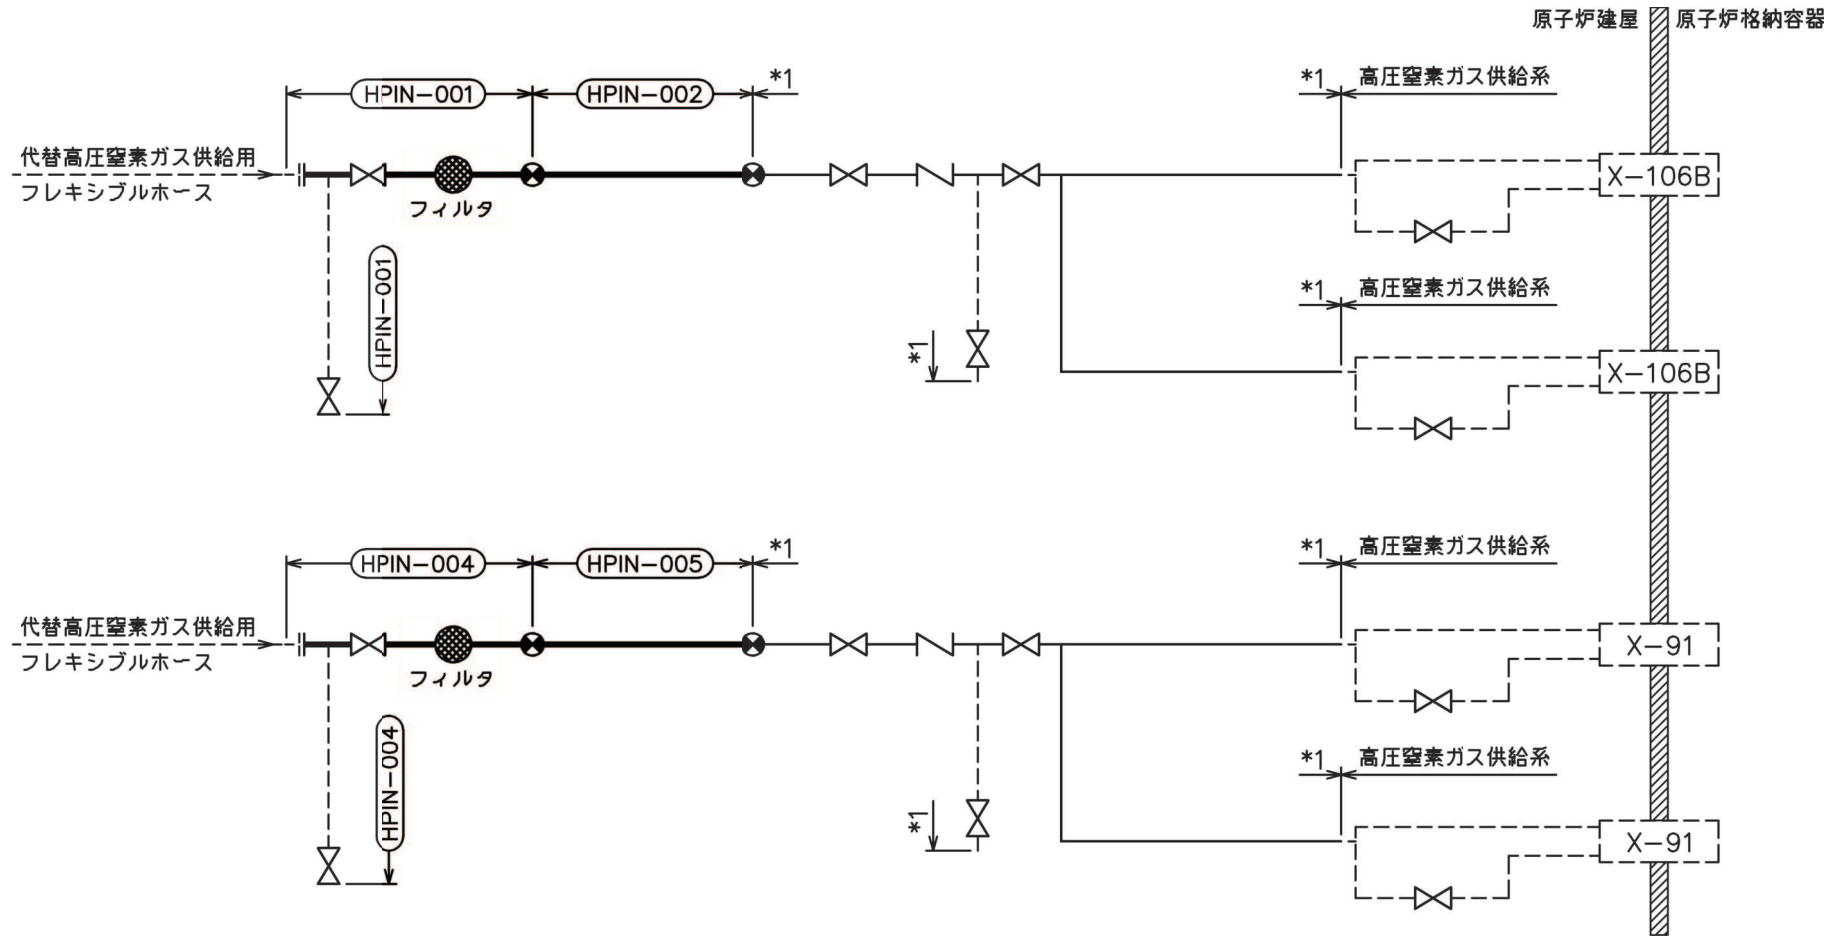 原子炉建屋 原子炉格納容器
HPIN-001 HPIN-002 *1 *1 高圧窒素ガス供給系
代替高圧窒素ガス供給用
フレキシブルホース
フィルタ
X-106B
HPIN-001
*1 高圧窒素ガス供給系
*1
X-106B
HPIN-004 HPIN-005 *1 *1 高圧窒素ガス供給系
代替高圧窒素ガス供給用
フレキシブルホース
フィルタ
X-91
HPIN-004
*1 高圧窒素ガス供給系
*1
X-91